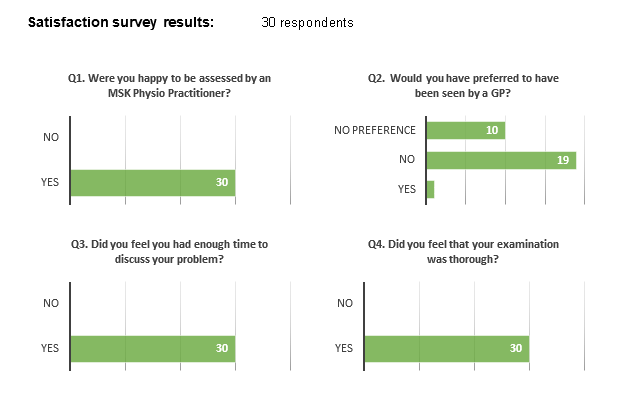 Satisfaction survey results: 30 respondents
Q1. Were you happy to be assessed by an
MSK Physio Practitioner?
NO
YES
30
Q2. Would you have preferred to have
been seen by a GP?
NO PREFERENCE
10
NO
19
YES
Q3. Did you feel you had enough time to
discuss your problem?
NO
YES
30
Q4. Did you feel that your examination
was thorough?
NO
YES
30